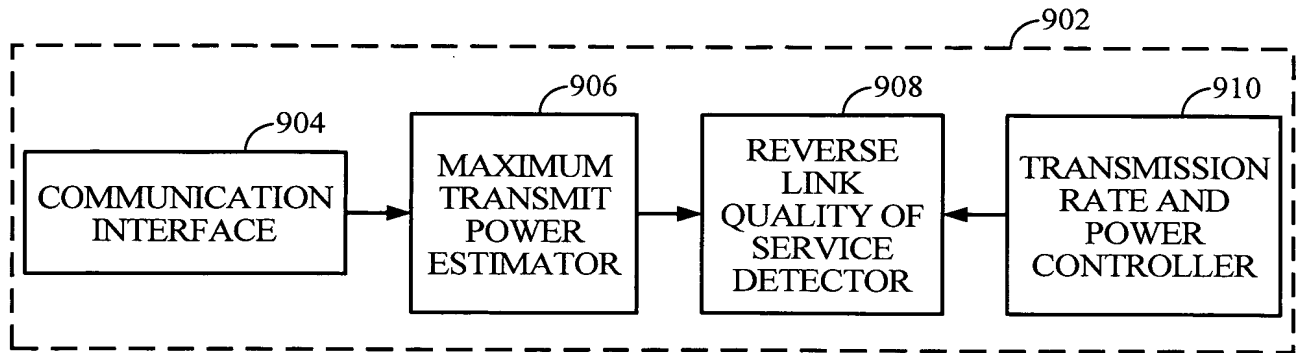 902
904
COMMUNICATION
INTERFACE
906
MAXIMUM
TRANSMIT
POWER
ESTIMATOR
908
REVERSE
LINK
QUALITY OF
SERVICE
DETECTOR
910
TRANSMISSION
RATE AND
POWER
CONTROLLER